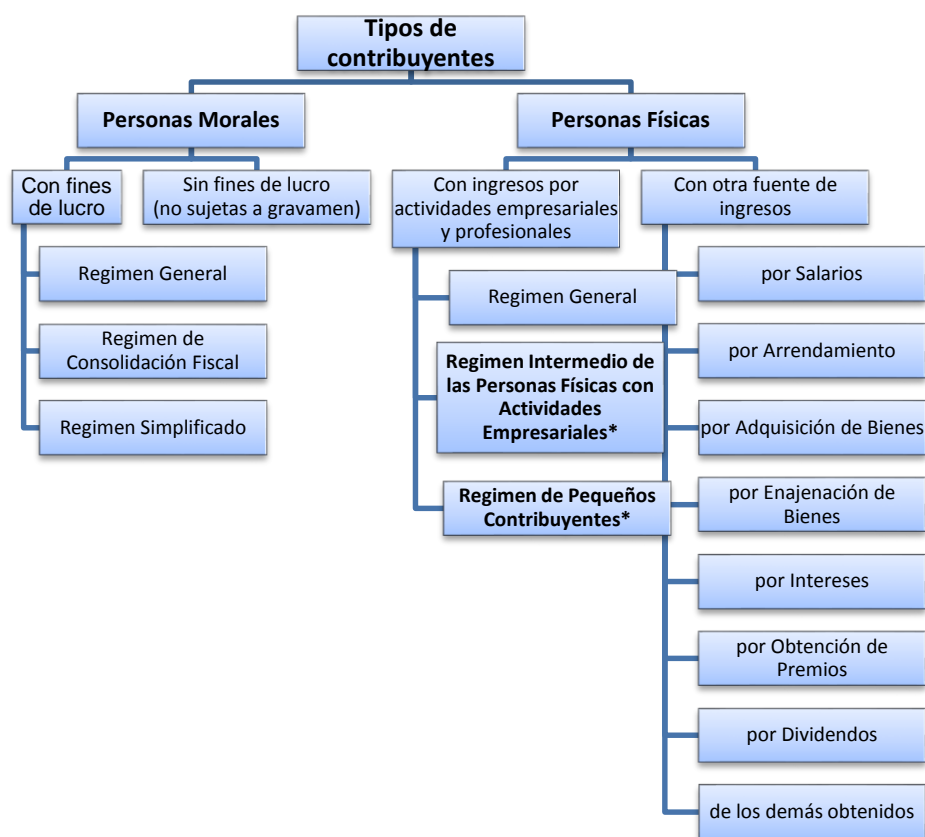 Tipos de
contribuyentes
Personas Morales
Personas Físicas
Con fines
de lucro
Sin fines de lucro
(no sujetas a gravamen)
Con ingresos por
actividades empresariales
y profesionales
Con otra fuente de
ingresos
Regimen General
Regimen de
Consolidación Fiscal
Regimen Simplificado
Regimen General
Regimen Intermedio de
las Personas Físicas con
Actividades
Empresariales*
Regimen de Pequeños
Contribuyentes*
por Salarios
por Arrendamiento
por Adquisición de Bienes
por Enajenación de
Bienes
por Intereses
por Obtención de
Premios
por Dividendos
de los demás obtenidos